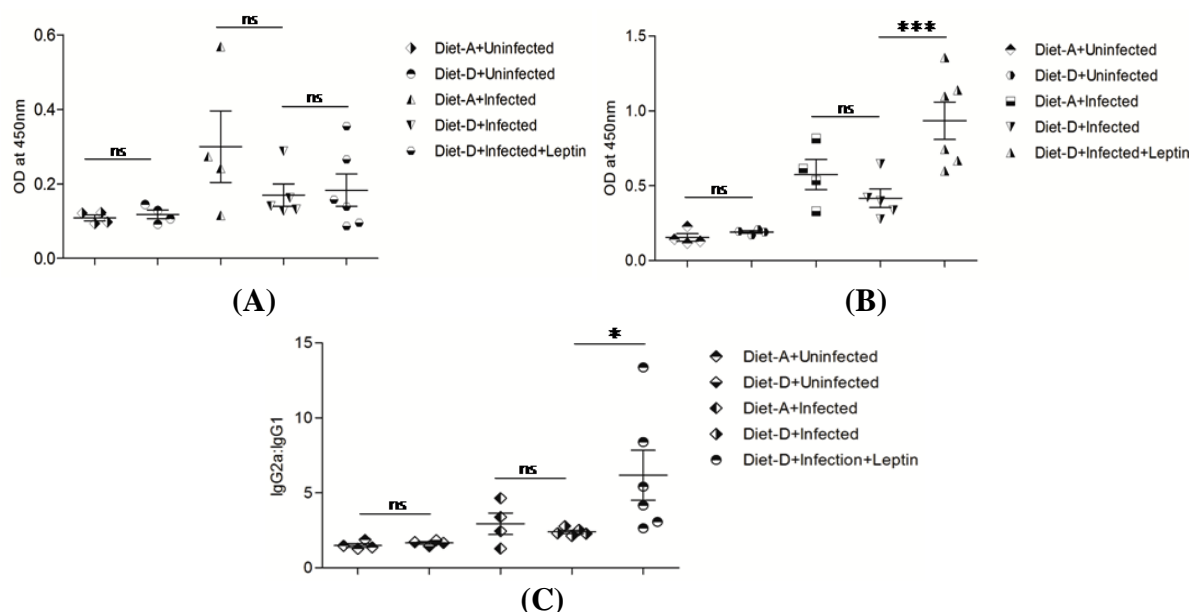 ns
ns
ns
OD at 450nm
0.6
0.4
0.2
0.0
Diet-A+Uninfected
Diet-D+Uninfected
Diet-A+Infected
Diet-D+Infected
Diet-D+Infected+Leptin
(A)
***
ns
ns
OD at 450nm
1.5
1.0
0.5
0.0
Diet-A+Uninfected
Diet-D+Uninfected
Diet-A+Infected
Diet-D+Infected
Diet-D+Infected+Leptin
(B)
*
ns
ns
IgG2a:IgG1
15
10
5
0
Diet-A+Uninfected
Diet-D+Uninfected
Diet-A+Infected
Diet-D+Infected
Diet-D+Infection+Leptin
(C)